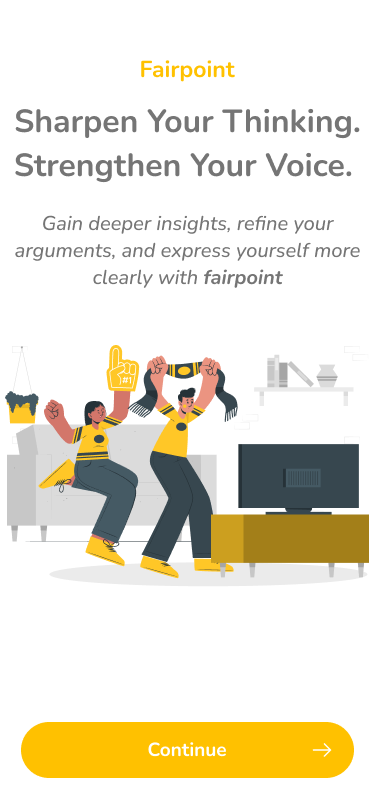 Fairpoint
Sharpen Your Thinking.
Strengthen Your Voice.
Gain deeper insights, refine your
arguments, and express yourself more
clearly with fairpoint
#1
Continue